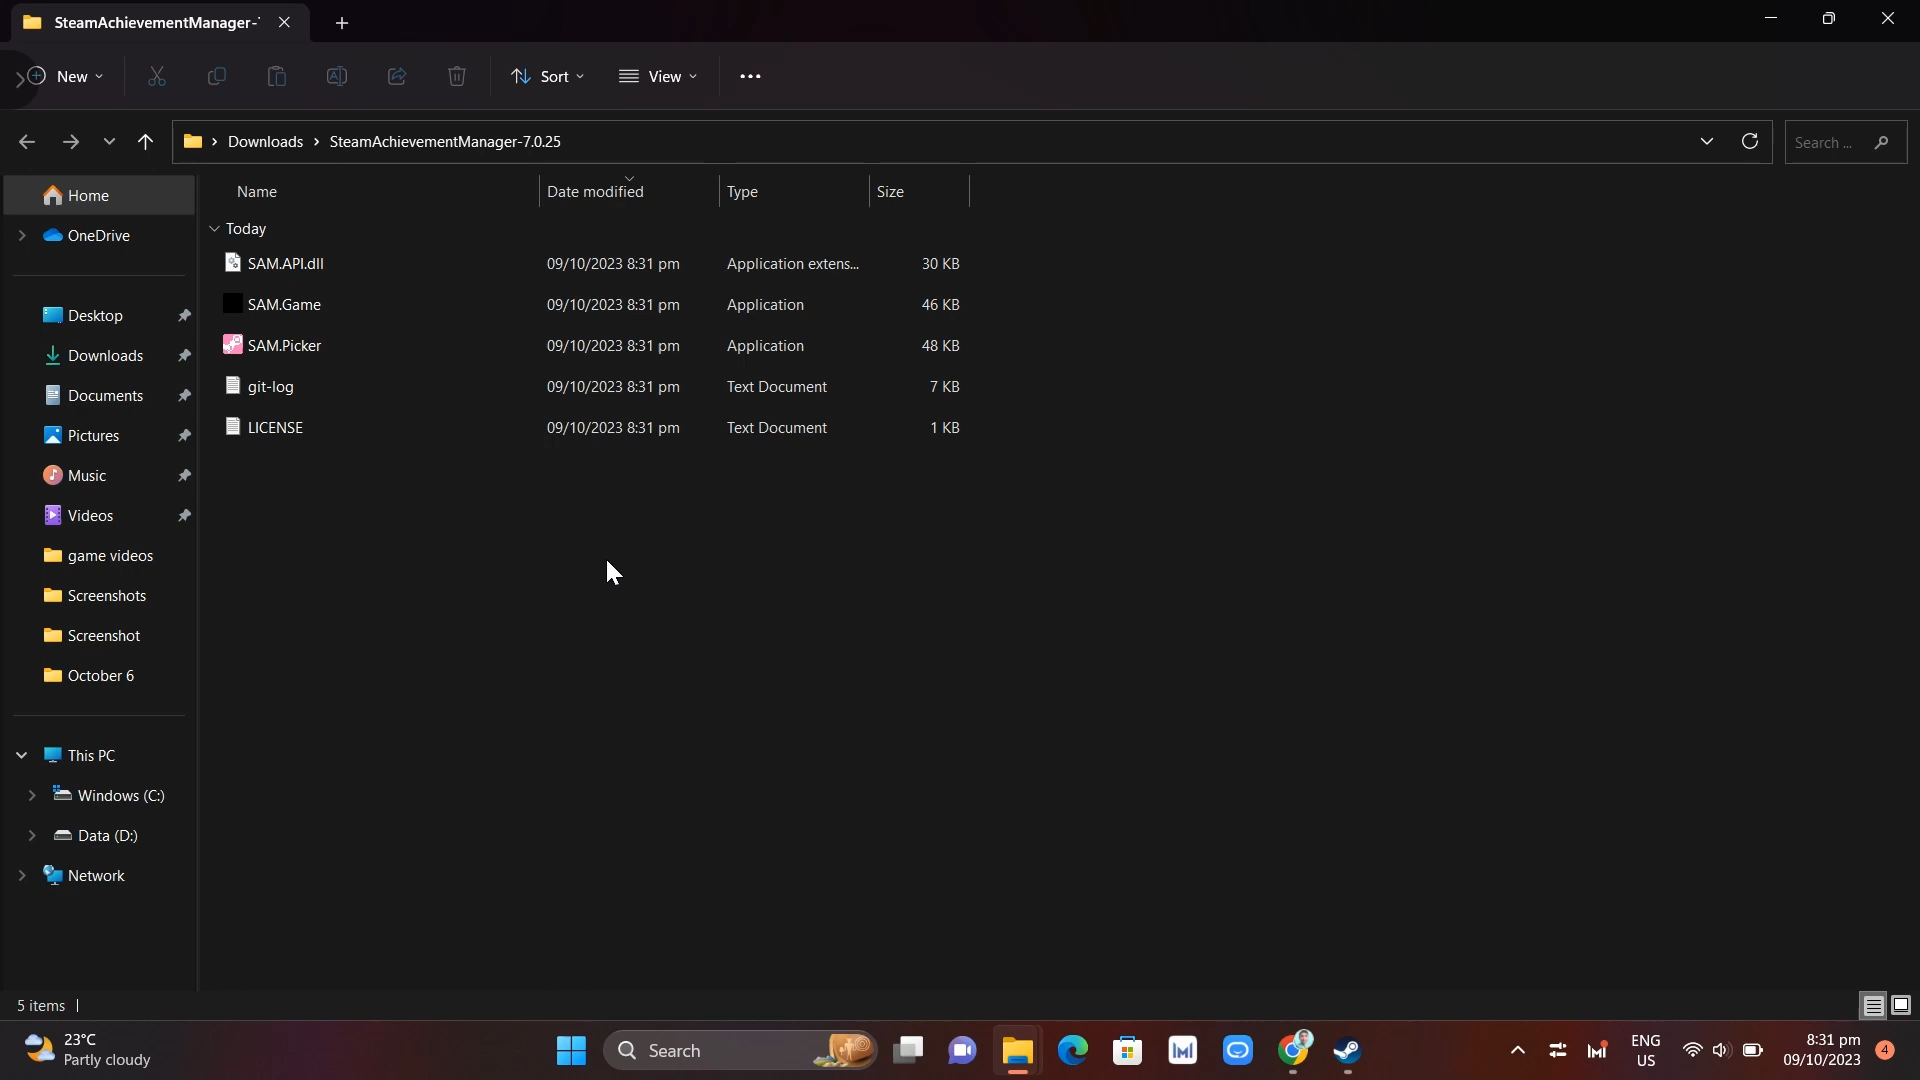 SteamAchievementManager-7
New
Sort
View
Downloads
SteamAchievementManager-7.0.25
Search ...
Name
Date modified
Type
Size
Home
OneDrive
Desktop
Downloads
Documents
Pictures
Music
Videos
game videos
Screenshots
Screenshot
October 6
This PC
Windows (C:)
Data (D:)
Network
Today
SAM.API.dll 09/10/2023 8:31 pm Application extens... 30 KB
SAM.Game 09/10/2023 8:31 pm Application 46 KB
SAM.Picker 09/10/2023 8:31 pm Application 48 KB
git-log 09/10/2023 8:31 pm Text Document 7 KB
LICENSE 09/10/2023 8:31 pm Text Document 1 KB
5 items
23°C
Partly cloudy
Search
ENG
US
8:31 pm
09/10/2023
4